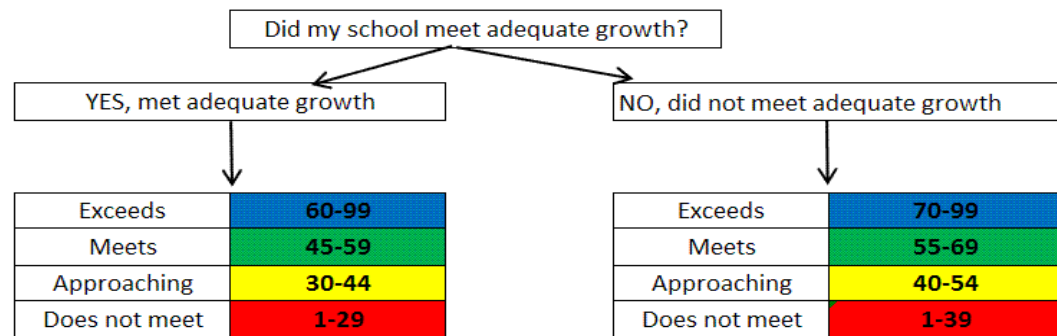 Did my school meet adequate growth?
YES, met adequate growth
NO, did not meet adequate growth
Exceeds 60-99
Meets 45-59
Approaching 30-44
Does not meet 1-29
Exceeds 70-99
Meets 55-69
Approaching 40-54
Does not meet 1-39